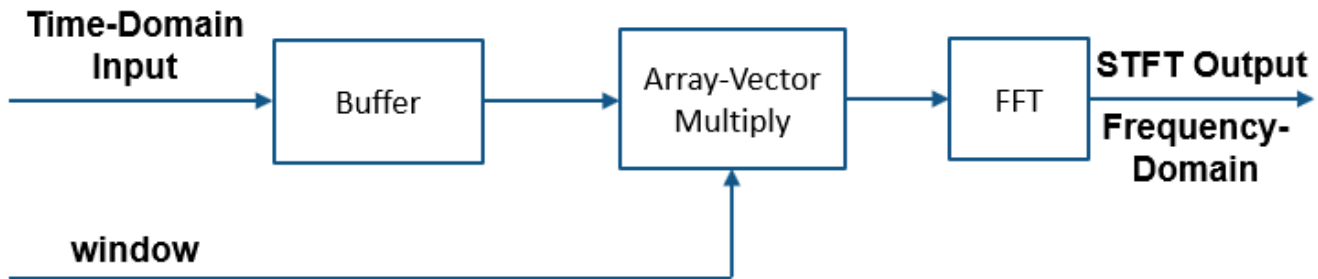 Time-Domain
Input
Buffer
Array-Vector
Multiply
FFT
STFT Output
Frequency-
Domain
window